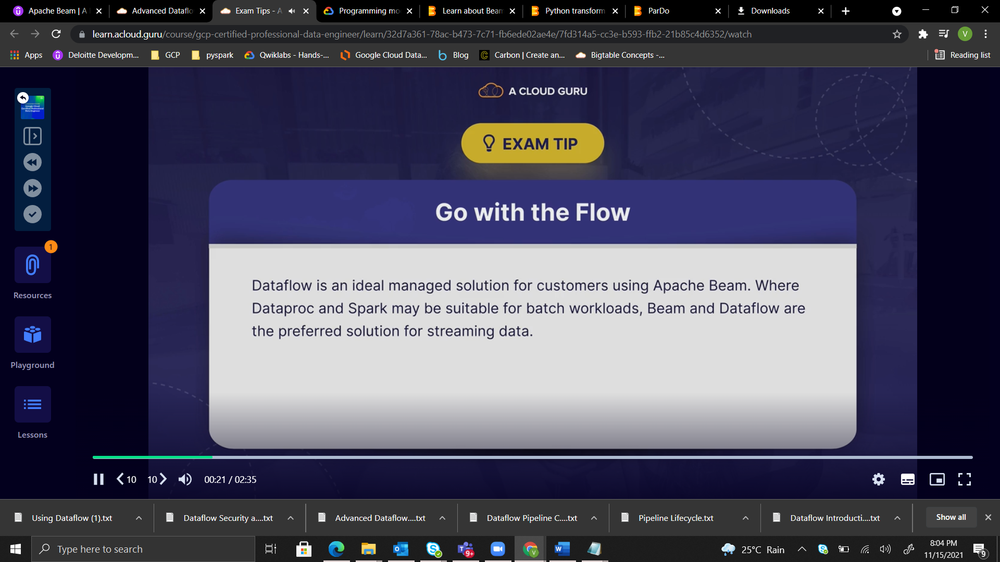 Apache Beam | A
Advanced Dataflo
Exam Tips - A
Programming mo
Learn about Beam
Python transform
ParDo
Downloads
learn.acloud.guru/course/gcp-certified-professional-data-engineer/learn/32d7a361-78ac-b473-7c71-fb6ede02ae4e/7fd314a5-cc3e-b593-ffb2-21b85c4d6352/watch
V
Apps
Deloitte Developm...
GCP
pyspark
Qwiklabs - Hands-...
Google Cloud Data...
Blog
Carbon | Create an...
Bigtable Concepts -...
Reading list
A CLOUD GURU
EXAM TIP
Go with the Flow
Dataflow is an ideal managed solution for customers using Apache Beam. Where
Dataproc and Spark may be suitable for batch workloads, Beam and Dataflow are
the preferred solution for streaming data.
1
Resources
Playground
Lessons
10
10
00:21 / 02:35
Using Dataflow (1).txt
Dataflow Security a....txt
Advanced Dataflow....txt
Dataflow Pipeline C....txt
Pipeline Lifecycle.txt
Dataflow Introducti....txt
Show all
Type here to search
9+
25°C Rain
8:04 PM
11/15/2021
9